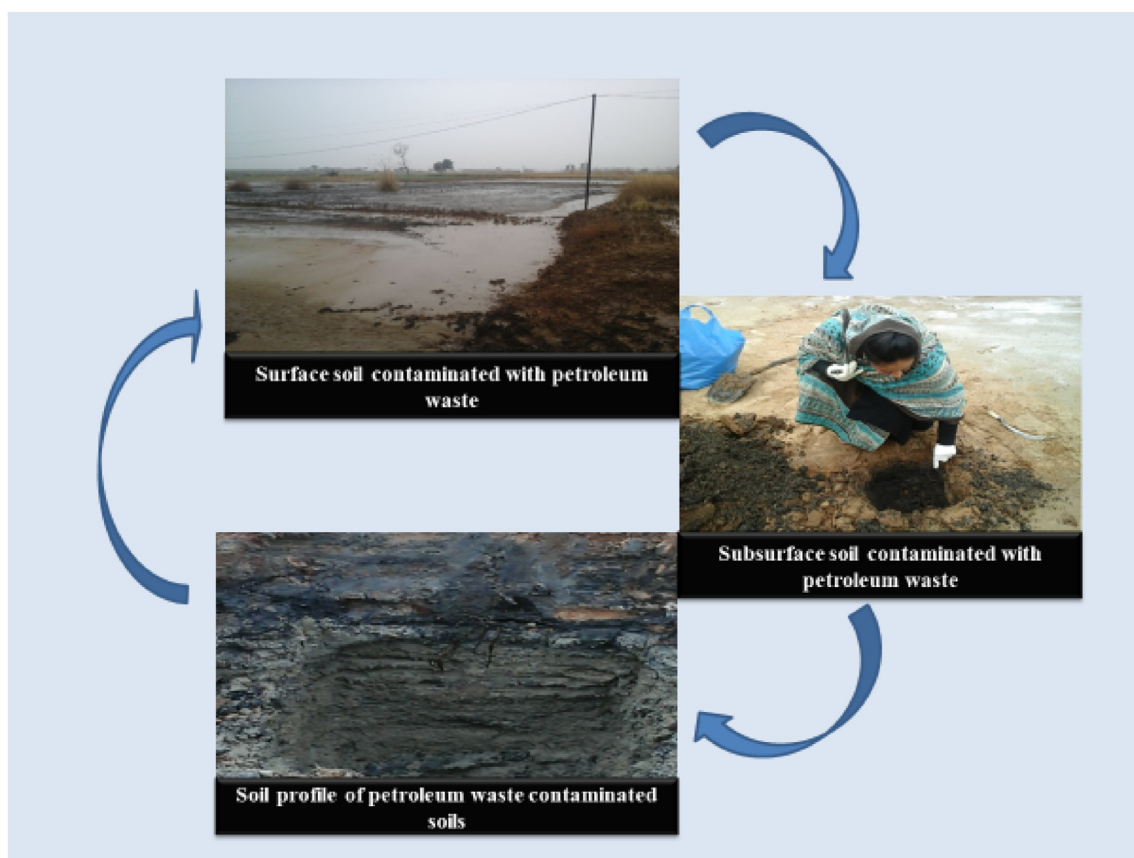 Surface soil contaminated with petroleum
waste
Subsurface soil contaminated with
petroleum waste
Soil profile of petroleum waste contaminated
soils